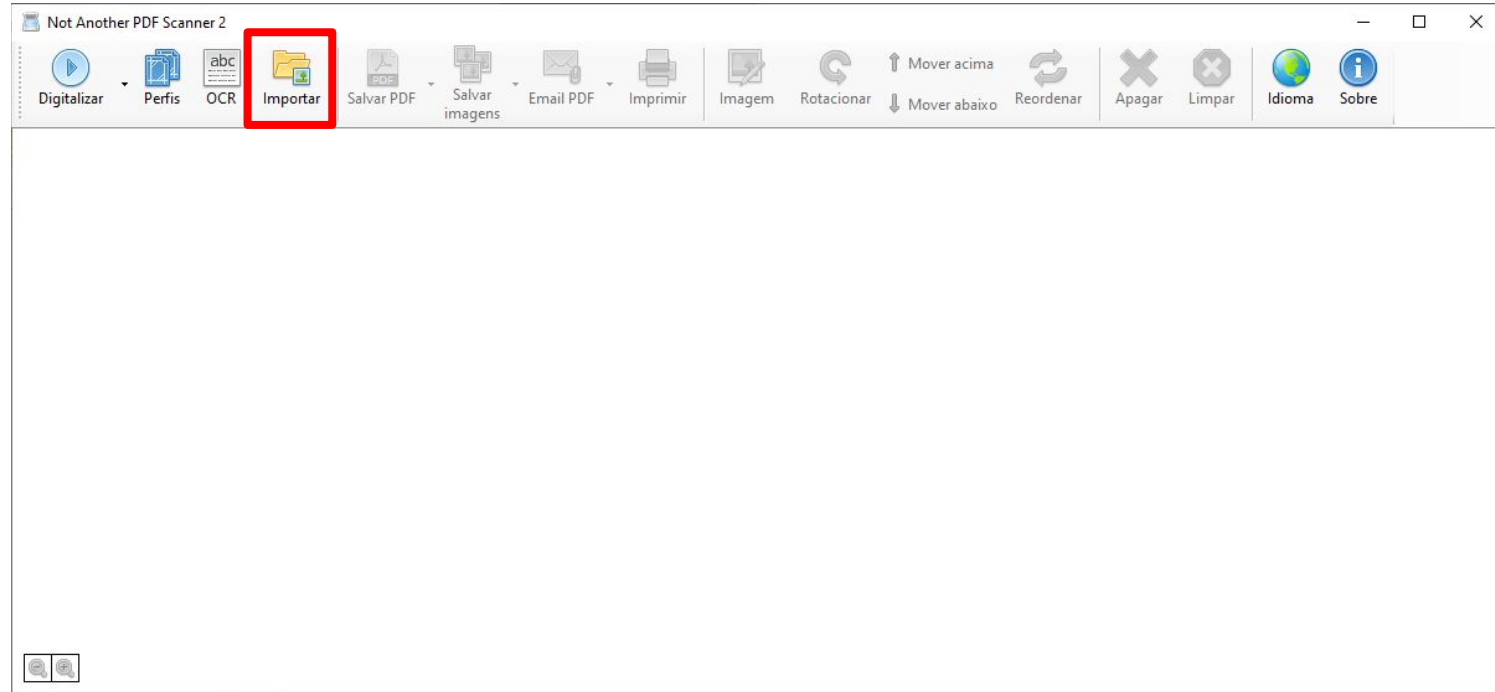 Not Another PDF Scanner 2
Digitalizar
Perfis
abc
OCR
Importar
PDF
Salvar PDF
Salvar
imagens
Email PDF
Imprimir
Imagem
Rotacionar
Mover acima
Mover abaixo
Reordenar
Apagar
Limpar
Idioma
Sobre